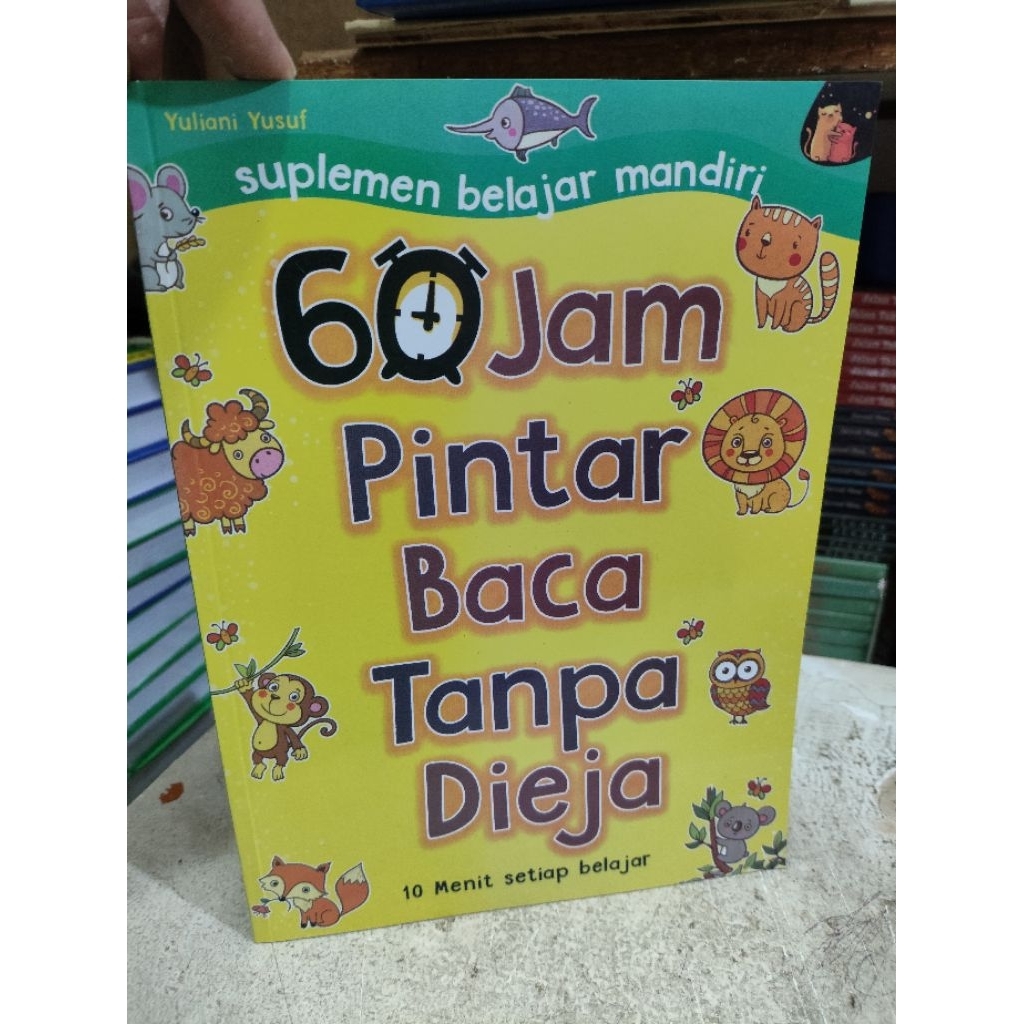 Yuliani Yusuf
suplemen belajar mandiri
60 Jam
Pintar
Baca
Tanpa
Dieja
10 Menit setiap belajar